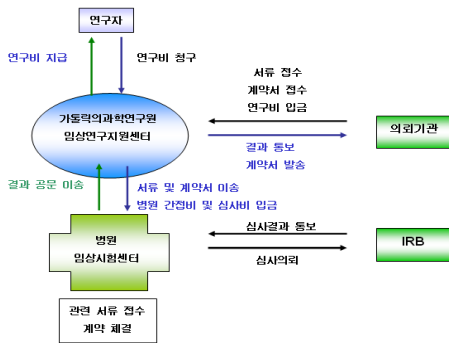 연구자
연구비 지급
연구비 청구
서류 접수
계약서 접수
연구비 입금
가톨릭의과학연구원
임상연구지원센터
의뢰기관
결과 통보
계약서 발송
결과 공문 이송
서류 및 계약서 이송
병원 간접비 및 심사비 입금
병원
임상시험센터
심사결과 통보
IRB
심사의뢰
관련 서류 접수
계약 체결